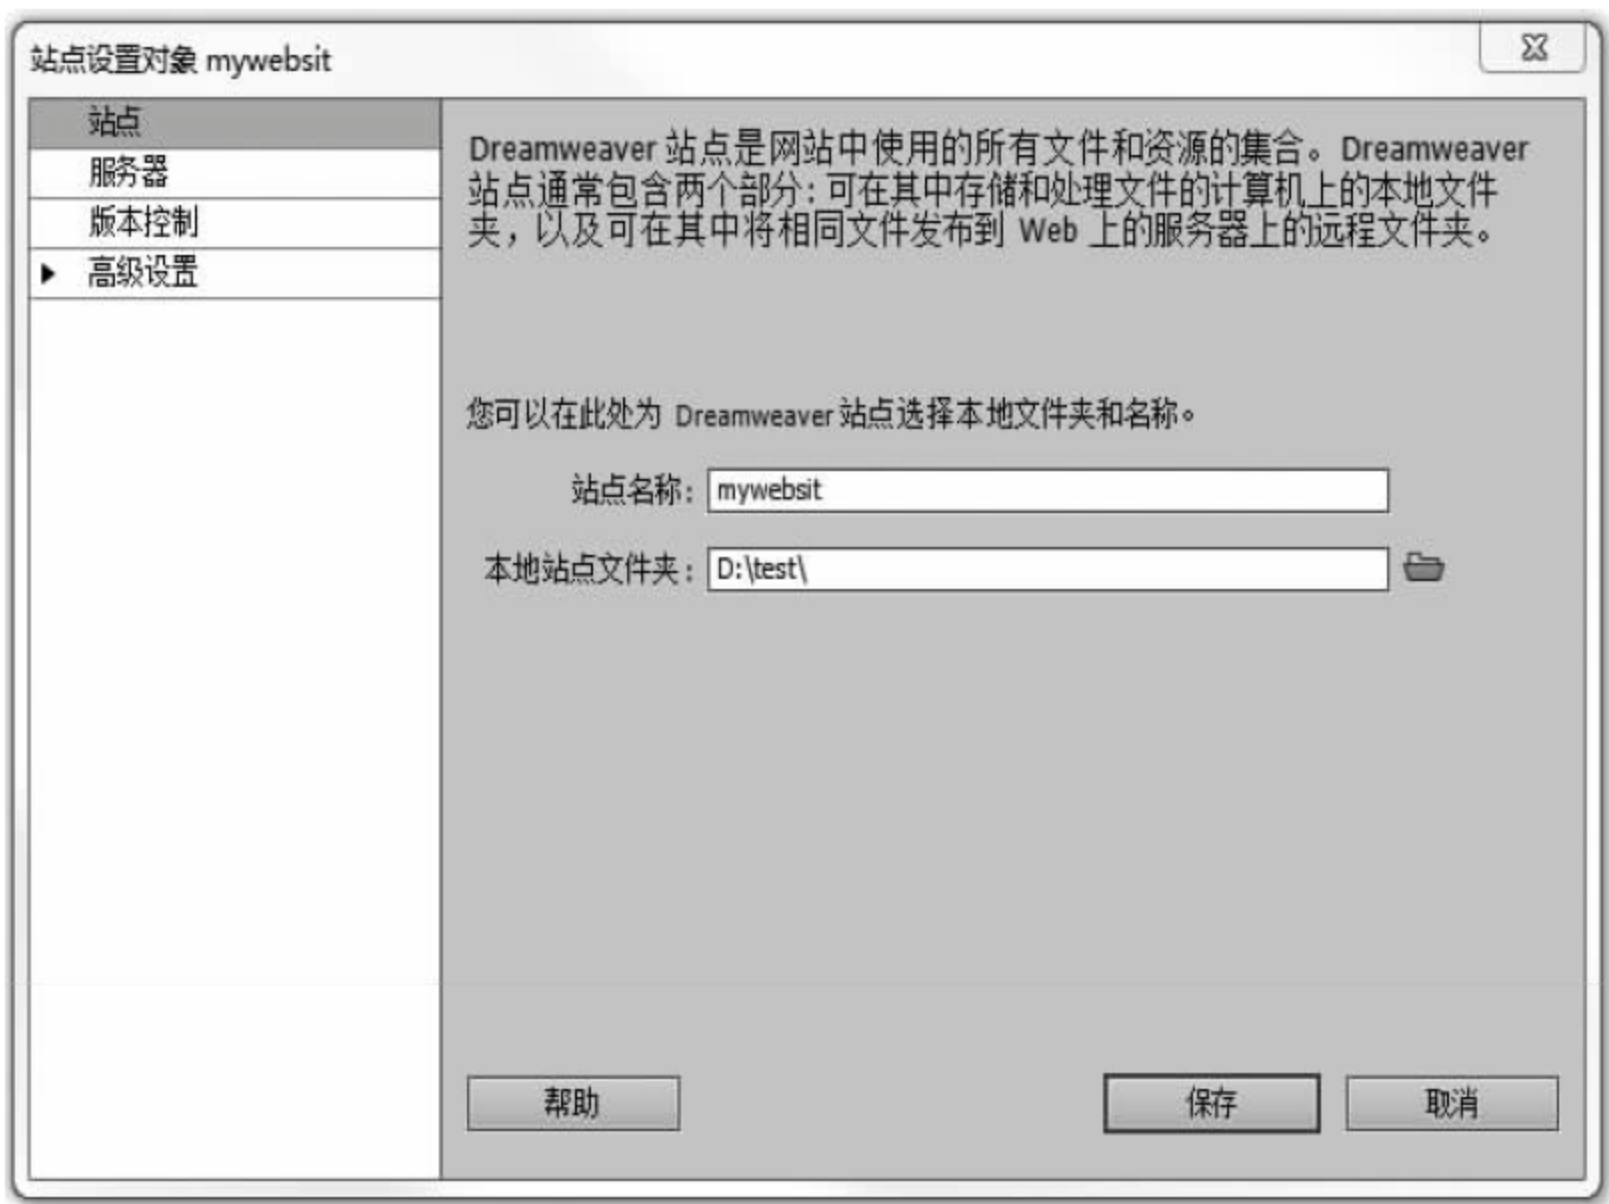 站点设置对象 mywebsit
站点
服务器
版本控制
高级设置
Dreamweaver 站点是网站中使用的所有文件和资源的集合。Dreamweaver
站点通常包含两个部分：可在其中存储和处理文件的计算机上的本地文件
夹，以及可在其中将相同文件发布到 Web 上的服务器上的远程文件夹。
您可以在此处为 Dreamweaver 站点选择本地文件夹和名称。
站点名称： mywebsit
本地站点文件夹： D:\test\
帮助 保存 取消